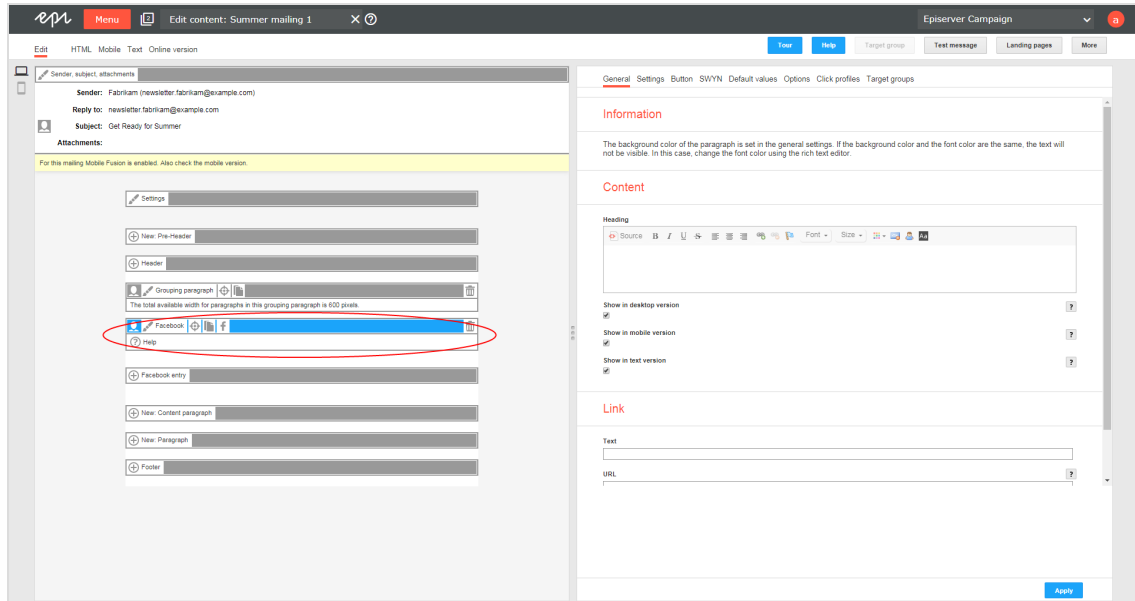 epi Menu 2 Edit content: Summer mailing 1 X ? Episerver Campaign a
Edit HTML Mobile Text Online version Tour Help Target group Test message Landing pages More
Sender, subject, attachments
Sender: Fabrikam (newsletter.fabrikam@example.com)
Reply to: newsletter.fabrikam@example.com
Subject: Get Ready for Summer
Attachments:
For this mailing Mobile Fusion is enabled. Also check the mobile version.
Settings
New: Pre-Header
Header
Grouping paragraph
The total available width for paragraphs in this grouping paragraph is 600 pixels.
Facebook f
? Help
Facebook entry
New: Content paragraph
New: Paragraph
Footer
General Settings Button SWYN Default values Options Click profiles Target groups
Information
The background color of the paragraph is set in the general settings. If the background color and the font color are the same, the text will
not be visible. In this case, change the font color using the rich text editor.
Content
Heading
Source B I U S Font Size Aa
Show in desktop version ?
Show in mobile version ?
Show in text version ?
Link
Text
URL ?
Apply